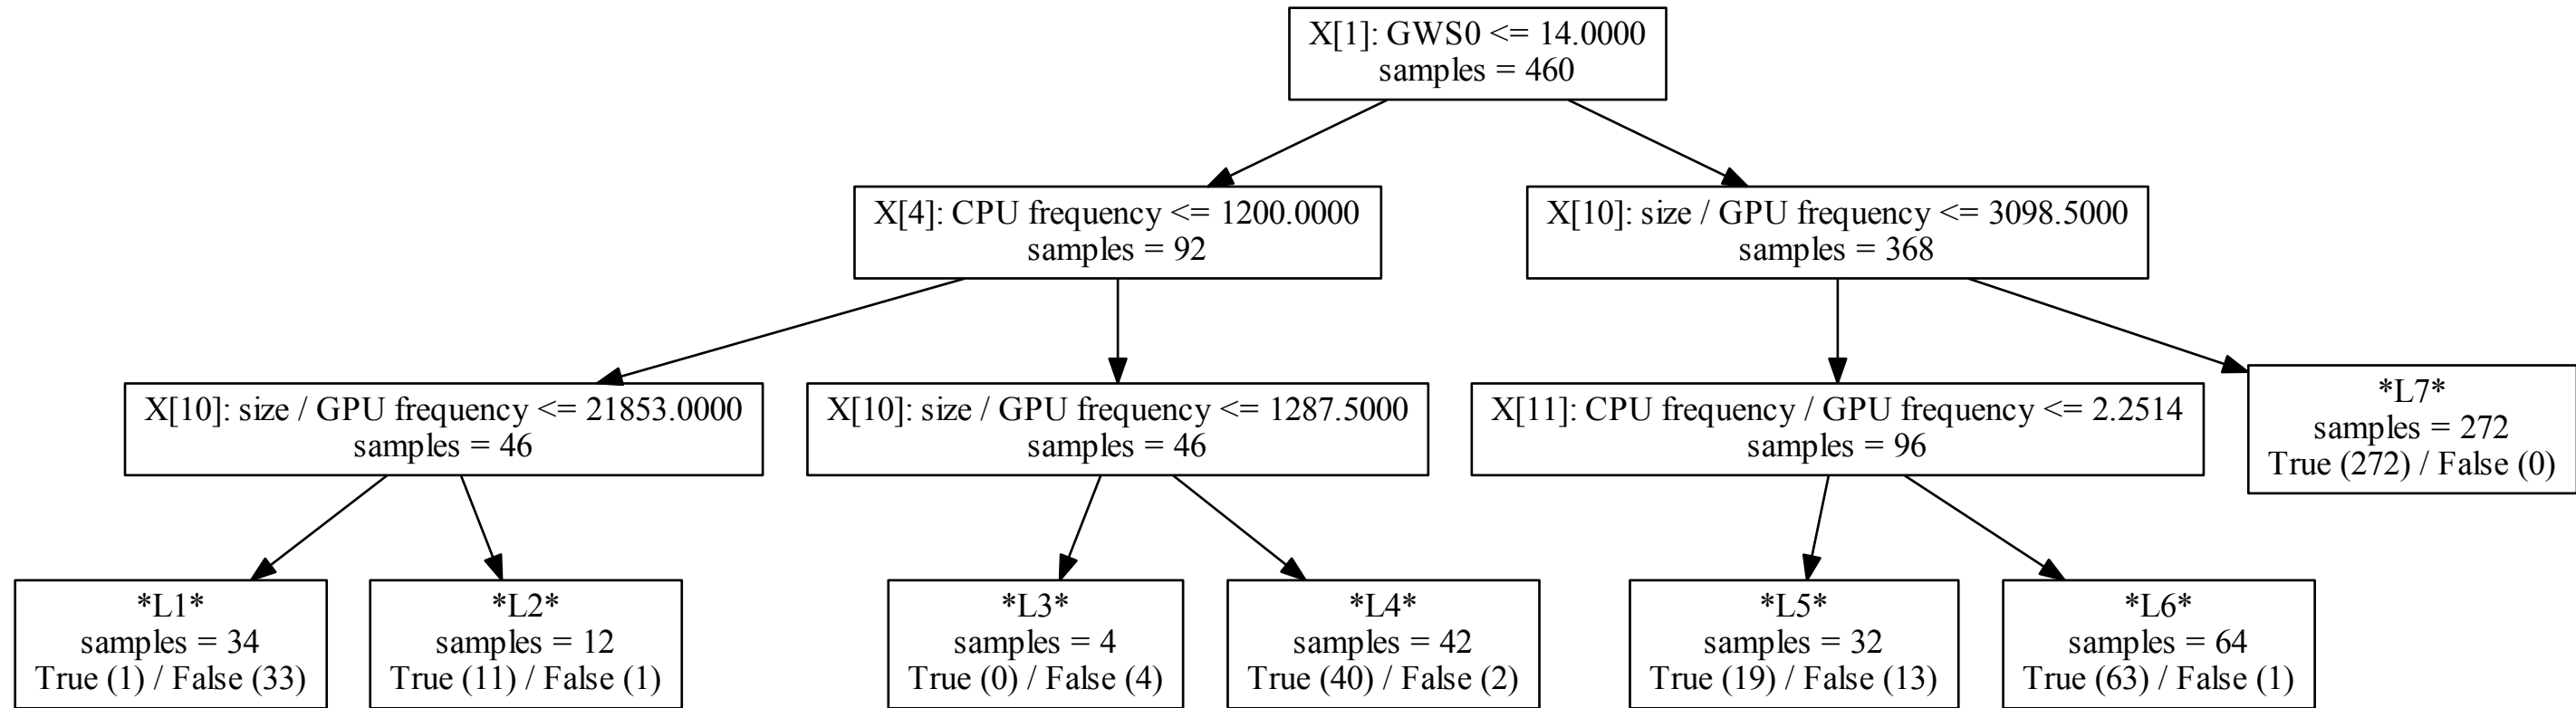 X[1]: GWS0 <= 14.0000
samples = 460
X[4]: CPU frequency <= 1200.0000
samples = 92
X[10]: size / GPU frequency <= 3098.5000
samples = 368
X[10]: size / GPU frequency <= 21853.0000
samples = 46
X[10]: size / GPU frequency <= 1287.5000
samples = 46
X[11]: CPU frequency / GPU frequency <= 2.2514
samples = 96
*L7*
samples = 272
True (272) / False (0)
*L1*
samples = 34
True (1) / False (33)
*L2*
samples = 12
True (11) / False (1)
*L3*
samples = 4
True (0) / False (4)
*L4*
samples = 42
True (40) / False (2)
*L5*
samples = 32
True (19) / False (13)
*L6*
samples = 64
True (63) / False (1)